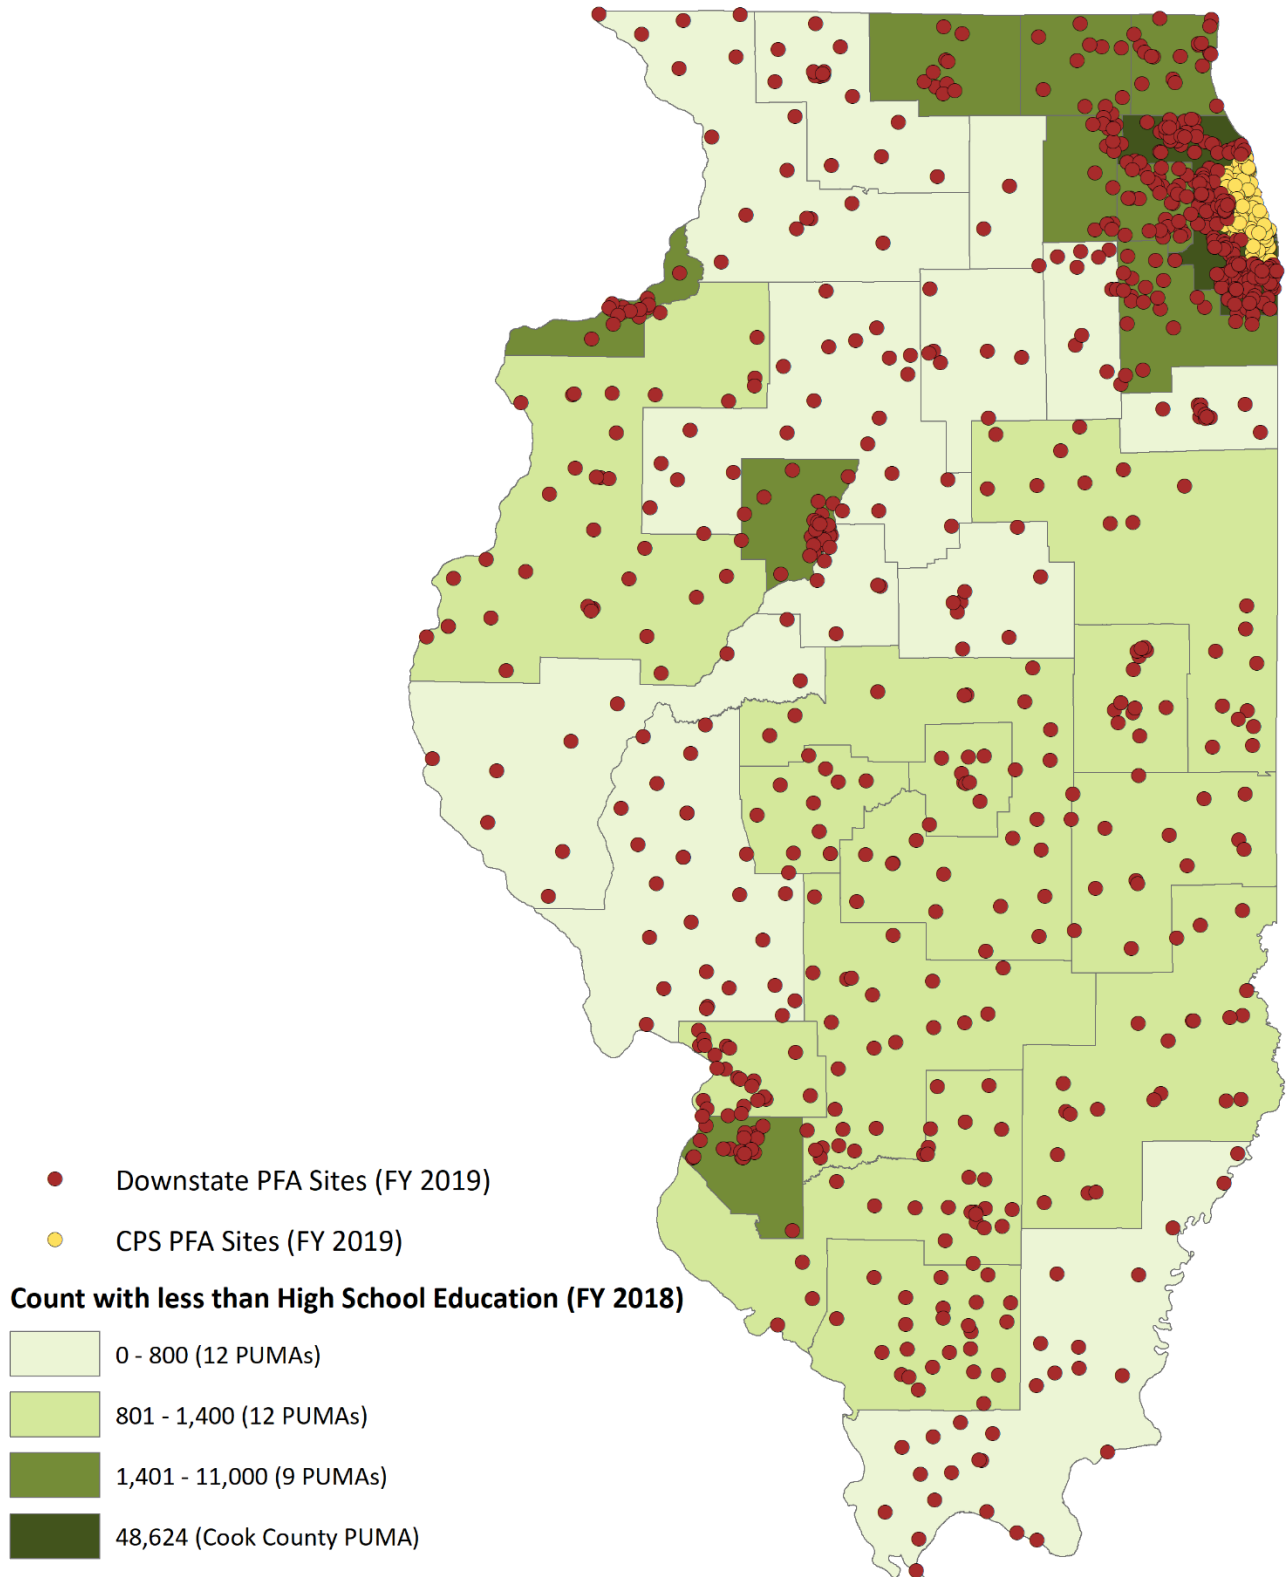 Downstate PFA Sites (FY 2019)
CPS PFA Sites (FY 2019)
Count with less than High School Education (FY 2018)
0 - 800 (12 PUMAs)
801 - 1,400 (12 PUMAs)
1,401 - 11,000 (9 PUMAs)
48,624 (Cook County PUMA)